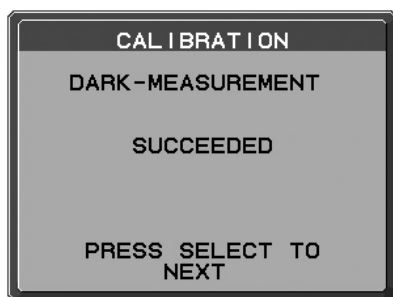 CALIBRATION
DARK-MEASUREMENT
SUCCEEDED
PRESS SELECT TO
NEXT